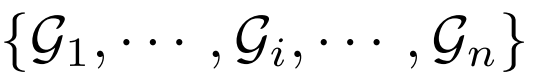 {𝒢₁, ⋯ , 𝒢ᵢ, ⋯ , 𝒢ₙ}